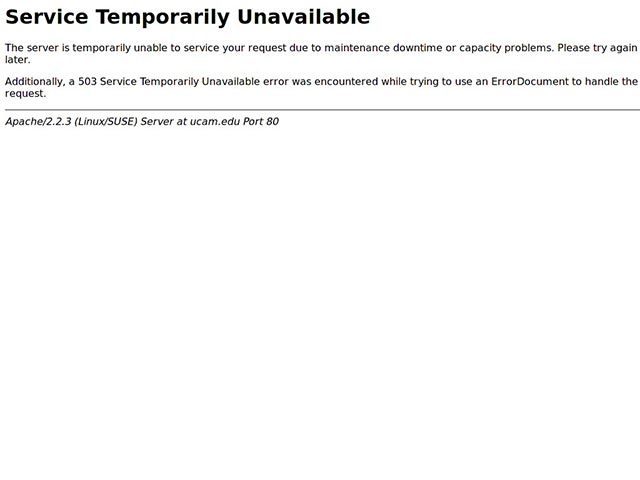 Service Temporarily Unavailable
The server is temporarily unable to service your request due to maintenance downtime or capacity problems. Please try again
later.
Additionally, a 503 Service Temporarily Unavailable error was encountered while trying to use an ErrorDocument to handle the
request.
Apache/2.2.3 (Linux/SUSE) Server at ucam.edu Port 80